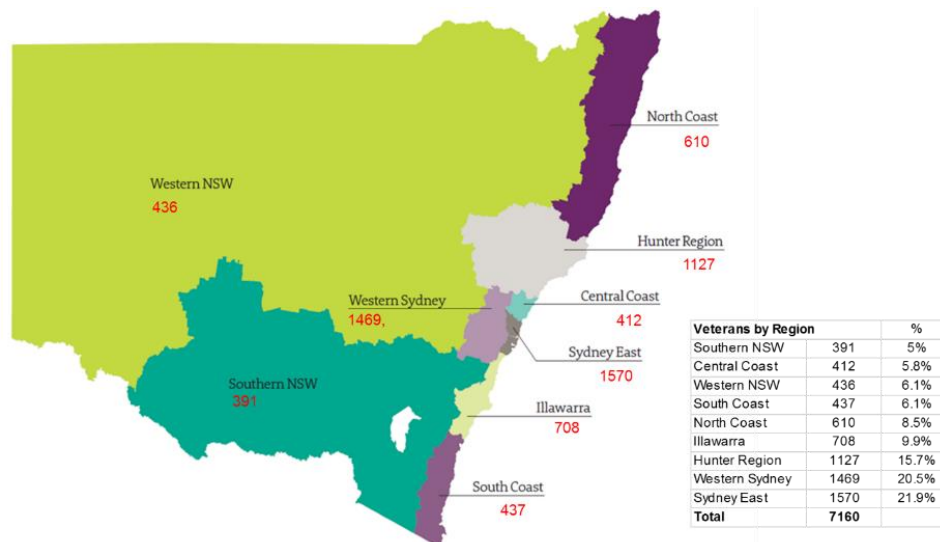 North Coast
610
Western NSW
436
Hunter Region
1127
Western Sydney
1469,
Central Coast
412
Sydney East
1570
Southern NSW
391
Illawarra
708
South Coast
437
Veterans by Region %
Southern NSW 391 5%
Central Coast 412 5.8%
Western NSW 436 6.1%
South Coast 437 6.1%
North Coast 610 8.5%
Illawarra 708 9.9%
Hunter Region 1127 15.7%
Western Sydney 1469 20.5%
Sydney East 1570 21.9%
Total 7160